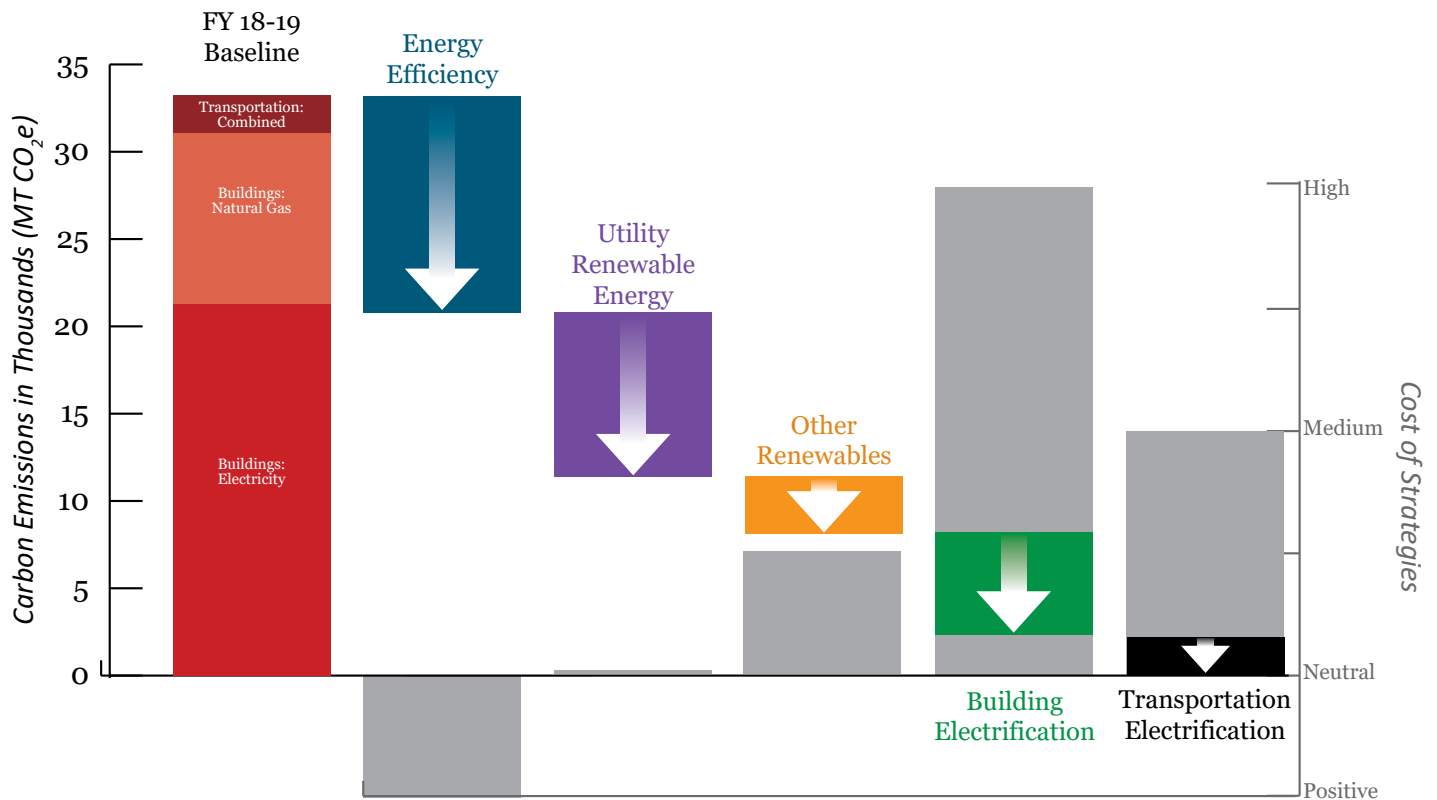 FY 18-19
Baseline
Energy
Efficiency
Utility
Renewable
Energy
Other
Renewables
Building
Electrification
Transportation
Electrification
Transportation:
Combined
Buildings:
Natural Gas
Buildings:
Electricity
Carbon Emissions in Thousands (MT CO₂e)
35
30
25
20
15
10
5
0
High
Medium
Neutral
Positive
Cost of Strategies